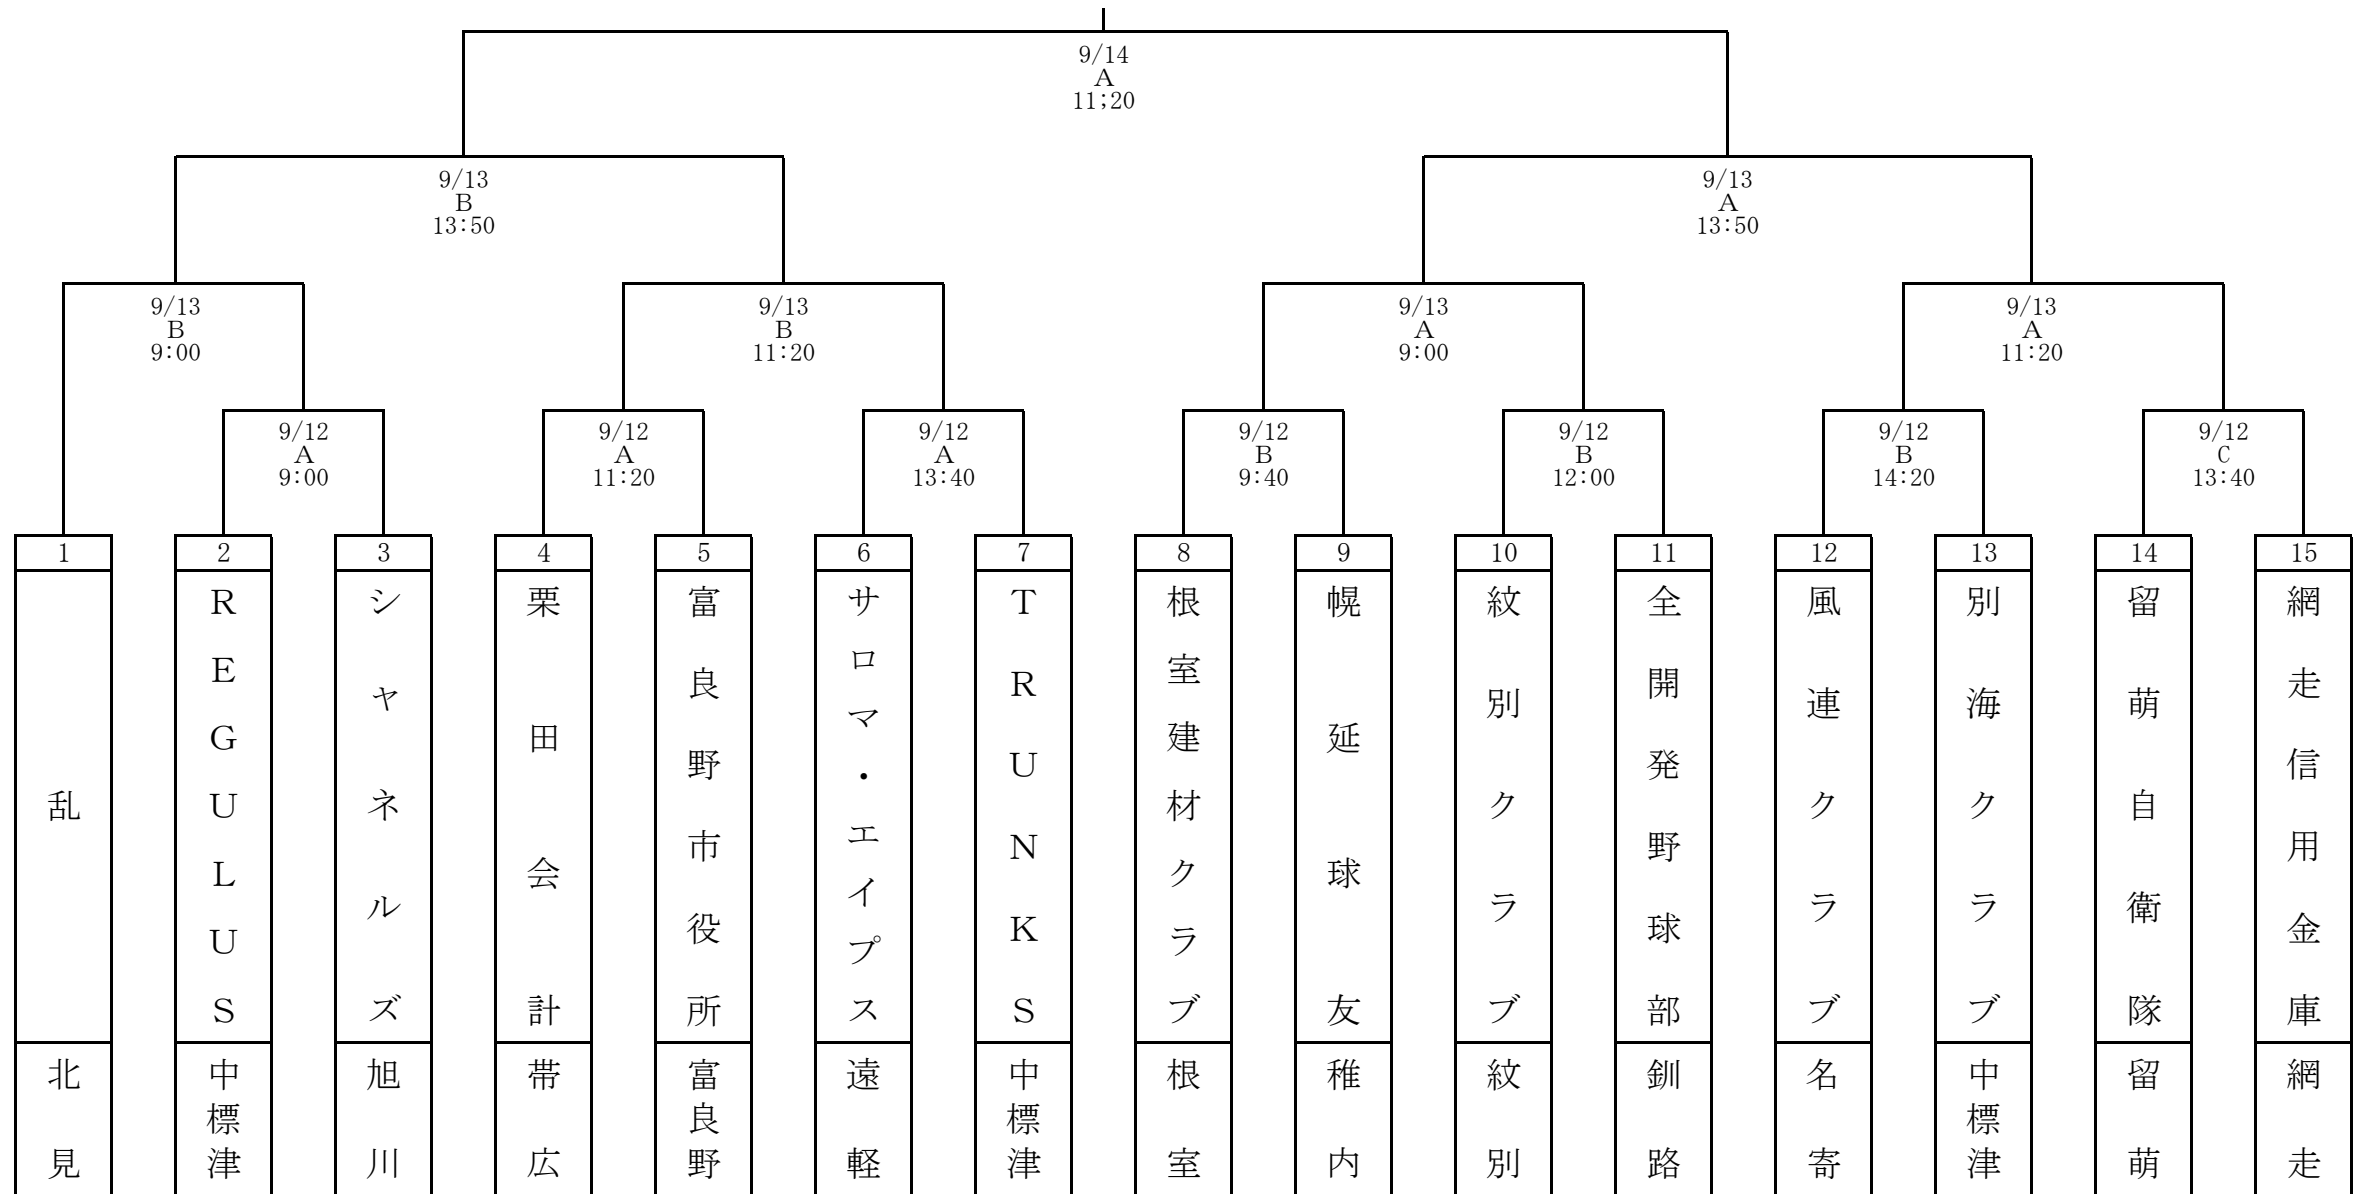 9/14
A
11;20
9/13
B
13:50
9/13
A
13:50
9/13
B
9:00
9/13
B
11:20
9/13
A
9:00
9/13
A
11:20
9/12
A
9:00
9/12
A
11:20
9/12
A
13:40
9/12
B
9:40
9/12
B
12:00
9/12
B
14:20
9/12
C
13:40
1
乱
北見
2
ＲＥＧＵＬＵＳ
中標津
3
シャネルズ
旭川
4
栗田会計
帯広
5
富良野市役所
富良野
6
サロマ・エイプス
遠軽
7
ＴＲＵＮＫＳ
中標津
8
根室建材クラブ
根室
9
幌延球友
稚内
10
紋別クラブ
紋別
11
全開発野球部
釧路
12
風連クラブ
名寄
13
別海クラブ
中標津
14
留萌自衛隊
留萌
15
網走信用金庫
網走